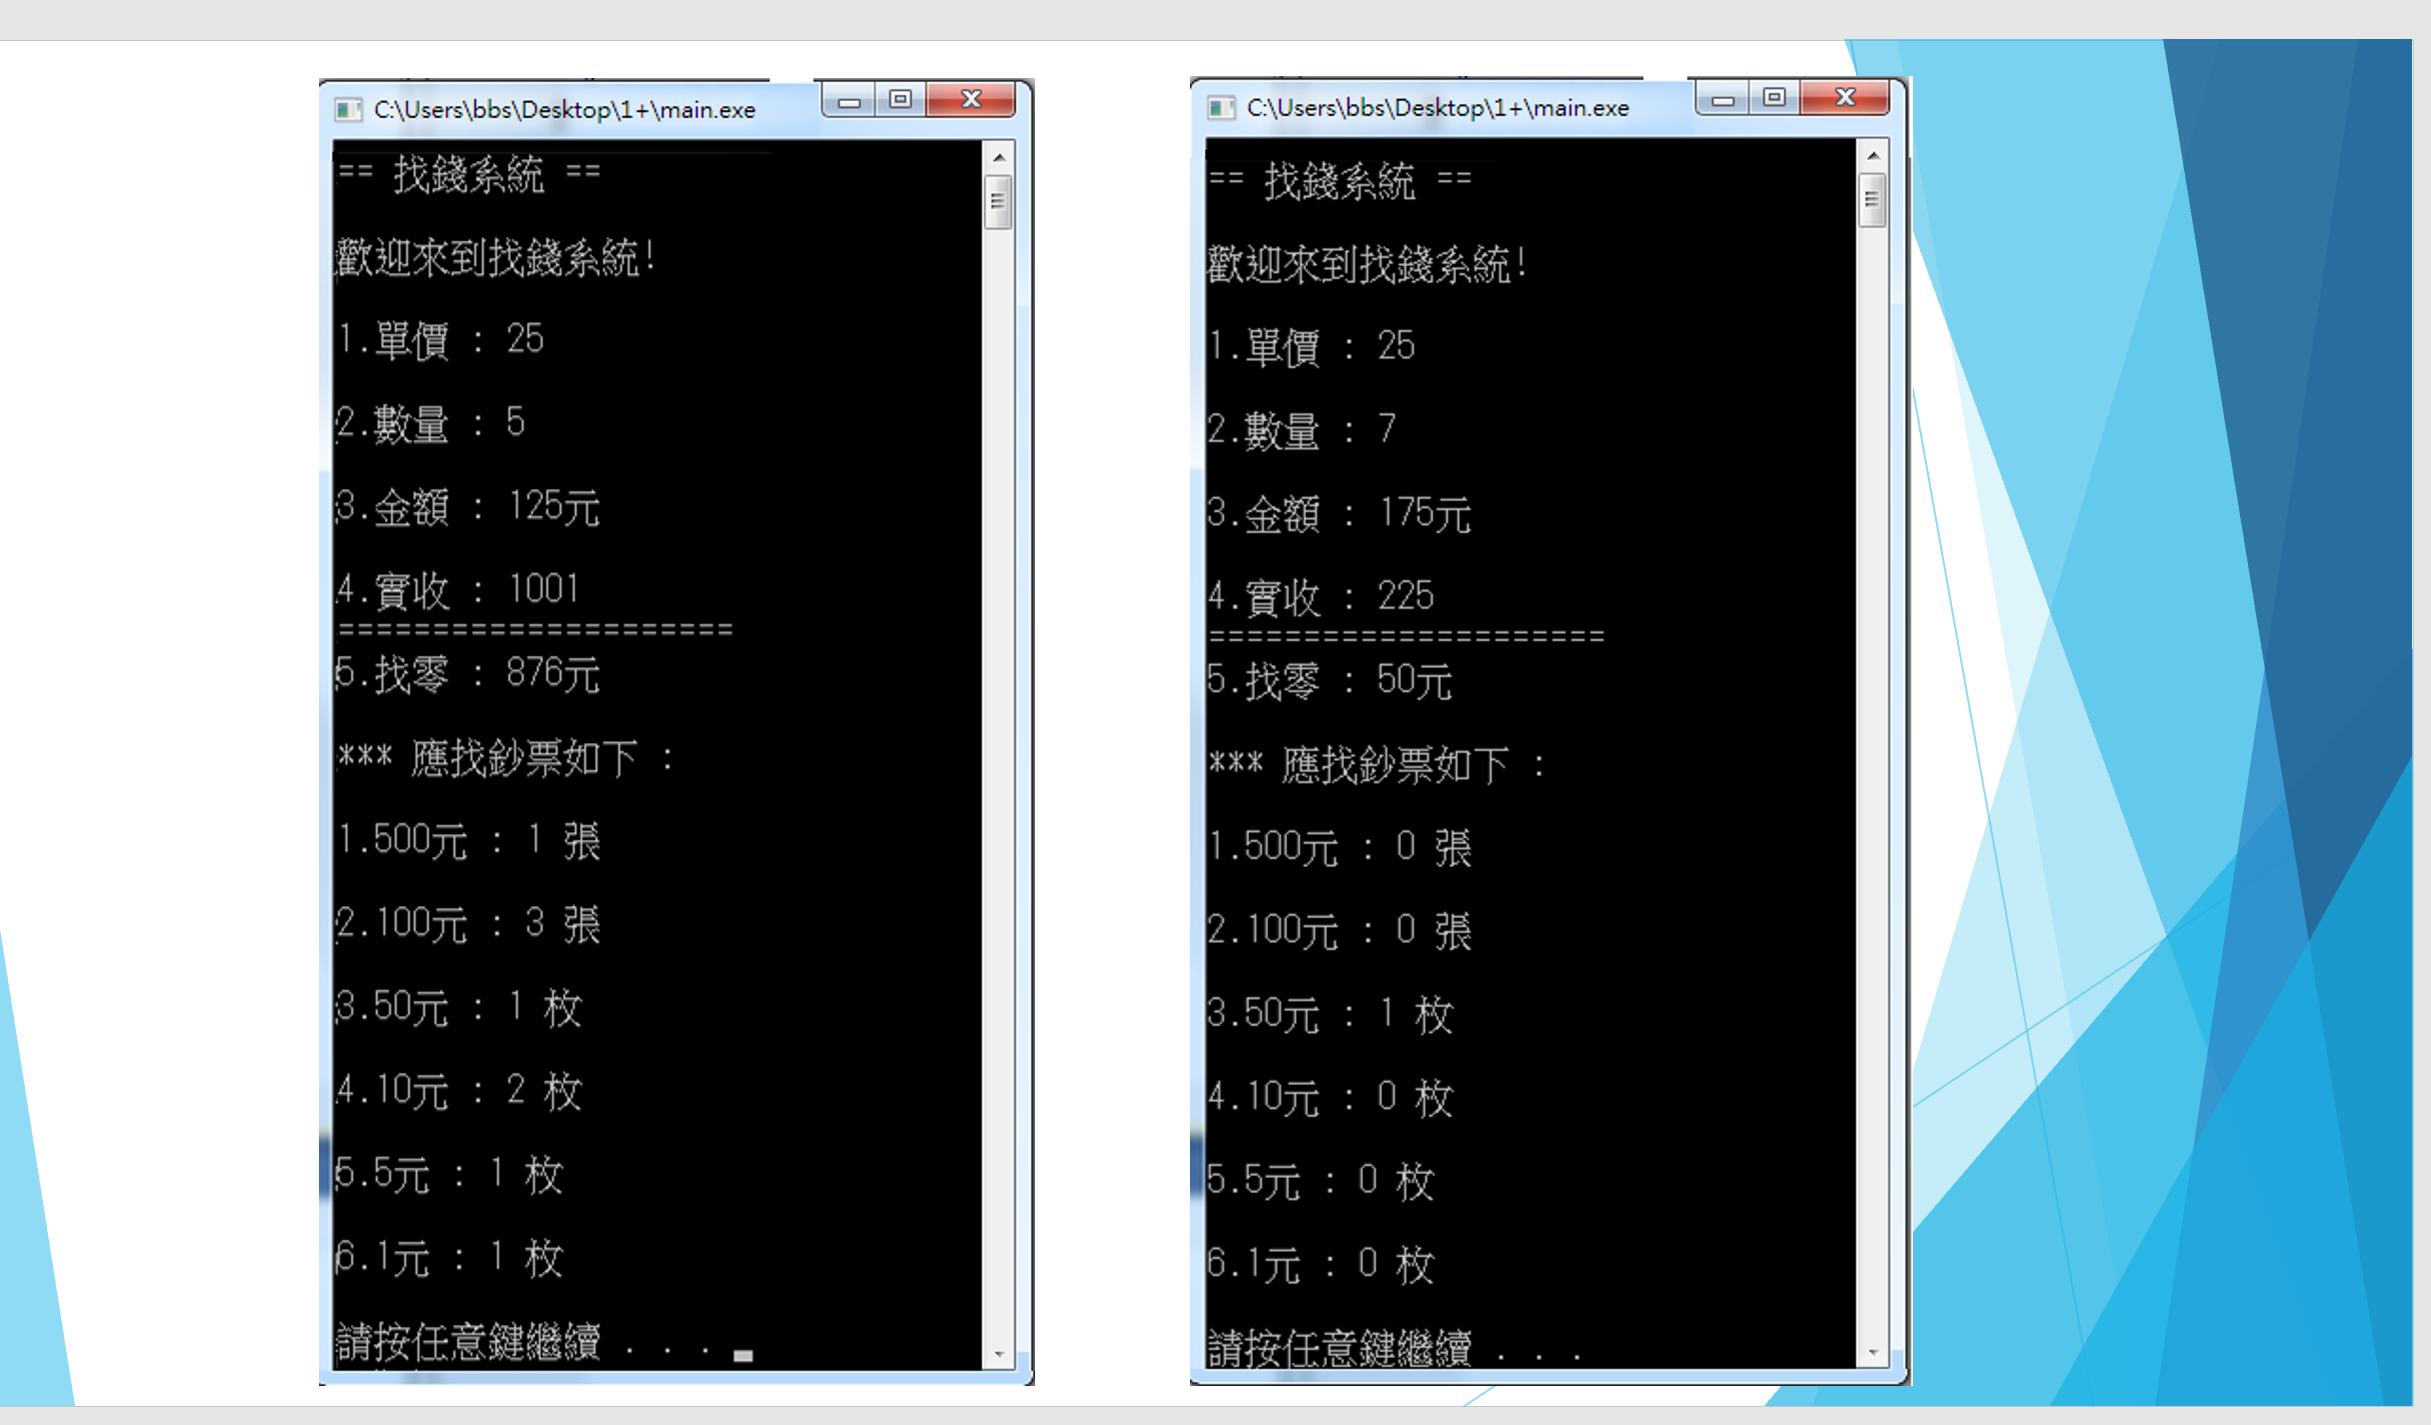 C:\Users\bbs\Desktop\1+\main.exe
== 找錢系統 ==
歡迎來到找錢系統!
1.單價 : 25
2.數量 : 5
3.金額 : 125元
4.實收 : 1001
=====================
5.找零 : 876元
*** 應找鈔票如下 :
1.500元 : 1 張
2.100元 : 3 張
3.50元 : 1 枚
4.10元 : 2 枚
5.5元 : 1 枚
6.1元 : 1 枚
請按任意鍵繼續 . . .
C:\Users\bbs\Desktop\1+\main.exe
== 找錢系統 ==
歡迎來到找錢系統!
1.單價 : 25
2.數量 : 7
3.金額 : 175元
4.實收 : 225
=====================
5.找零 : 50元
*** 應找鈔票如下 :
1.500元 : 0 張
2.100元 : 0 張
3.50元 : 1 枚
4.10元 : 0 枚
5.5元 : 0 枚
6.1元 : 0 枚
請按任意鍵繼續 . . .